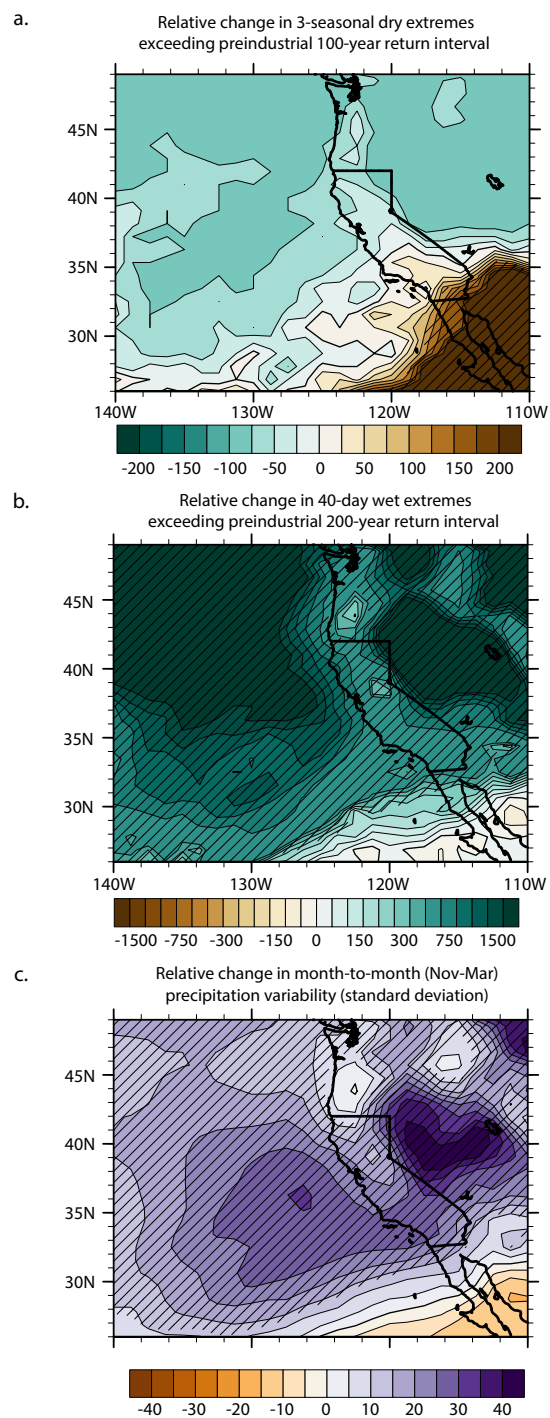 a.
Relative change in 3-seasonal dry extremes
exceeding preindustrial 100-year return interval
45N
40N
35N
30N
140W 130W 120W 110W
-200 -150 -100 -50 0 50 100 150 200
b.
Relative change in 40-day wet extremes
exceeding preindustrial 200-year return interval
45N
40N
35N
30N
140W 130W 120W 110W
-1500 -750 -300 -150 0 150 300 750 1500
c.
Relative change in month-to-month (Nov-Mar)
precipitation variability (standard deviation)
45N
40N
35N
30N
-40 -30 -20 -10 0 10 20 30 40